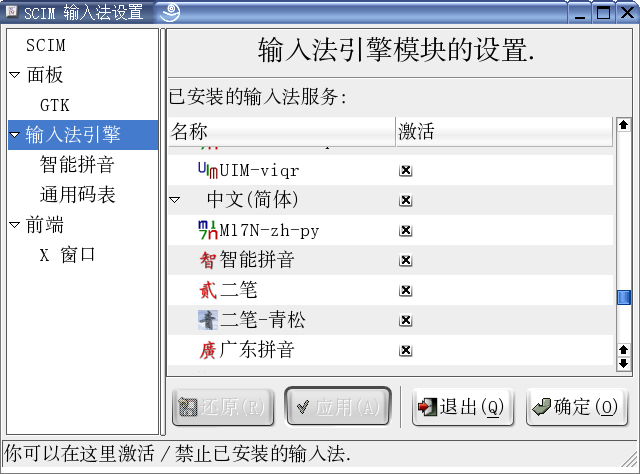 SCIM 输入法设置
SCIM
面板
GTK
输入法引擎
智能拼音
通用码表
前端
X 窗口
输入法引擎模块的设置.
已安装的输入法服务:
名称 激活
UIM-viqr
中文(简体)
M17N-zh-py
智 智能拼音
贰 二笔
青 二笔-青松
廣 广东拼音
还原(R) 应用(A) 退出(Q) 确定(O)
你可以在这里激活/禁止已安装的输入法.